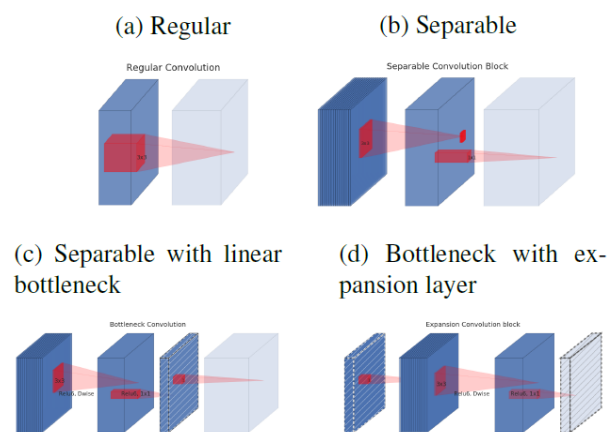 (a) Regular
(b) Separable
Regular Convolution
3x3
Separable Convolution Block
3x3
(c) Separable with linear
bottleneck
(d) Bottleneck with ex-
pansion layer
Bottleneck Convolution
3x3
Relu6, Dwise
Relu6, 1x1
Expansion Convolution block
3x3
Relu6, Dwise
Relu6, 1x1